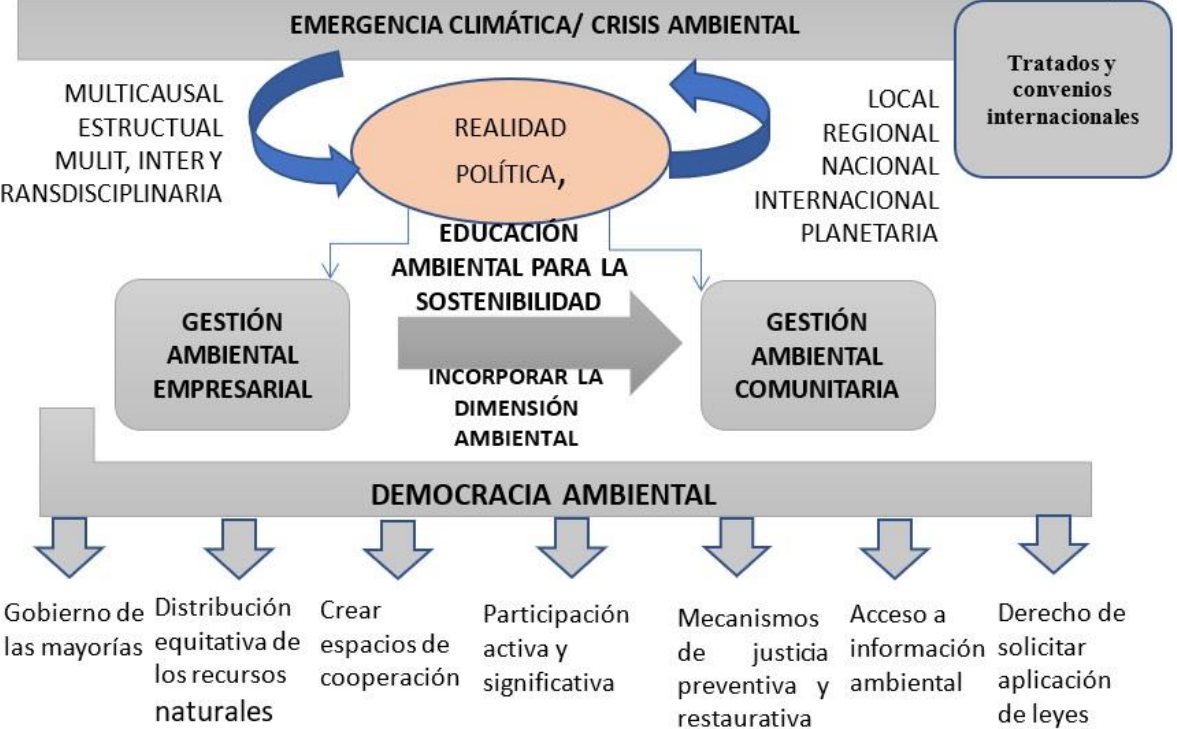 EMERGENCIA CLIMÁTICA/ CRISIS AMBIENTAL
Tratados y
convenios
internacionales
MULTICAUSAL
ESTRUCTUAL
MULIT, INTER Y
RANSDISCIPLINARIA
REALIDAD
POLÍTICA,
LOCAL
REGIONAL
NACIONAL
INTERNACIONAL
PLANETARIA
EDUCACIÓN
AMBIENTAL PARA LA
SOSTENIBILIDAD
GESTIÓN
AMBIENTAL
EMPRESARIAL
INCORPORAR LA
DIMENSIÓN
AMBIENTAL
GESTIÓN
AMBIENTAL
COMUNITARIA
DEMOCRACIA AMBIENTAL
Gobierno de
las mayorías
Distribución
equitativa de
los recursos
naturales
Crear
espacios de
cooperación
Participación
activa y
significativa
Mecanismos
de justicia
preventiva y
restaurativa
Acceso a
información
ambiental
Derecho de
solicitar
aplicación
de leyes